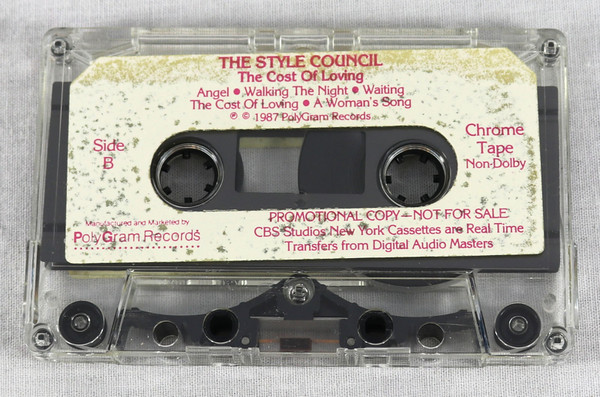 THE STYLE COUNCIL
The Cost Of Loving
Angel • Walking The Night • Waiting
The Cost Of Loving • A Woman's Song
℗ © 1987 PolyGram Records
Side
B
Chrome
Tape
Non-Dolby
Manufactured and Marketed by
PolyGram Records
PROMOTIONAL COPY—NOT FOR SALE
CBS Studios New York Cassettes are Real Time
Transfers from Digital Audio Masters